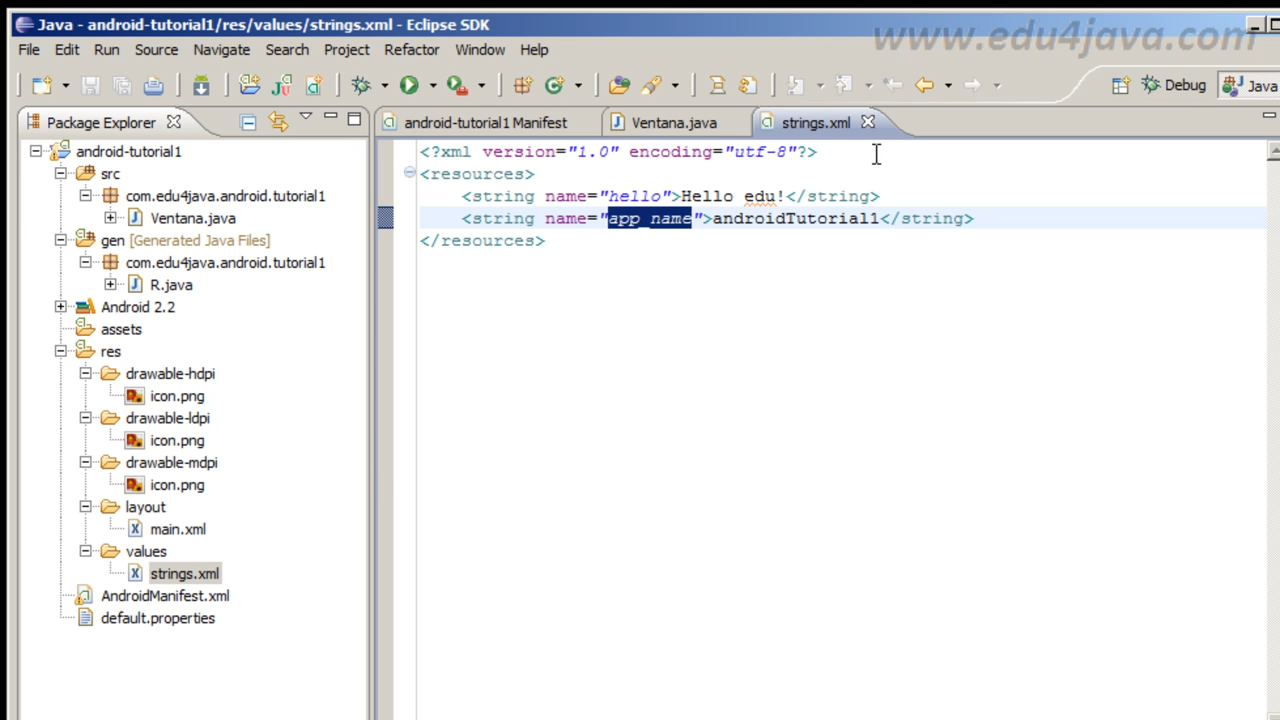 www.edu4java.com
Java - android-tutorial1/res/values/strings.xml - Eclipse SDK
File Edit Run Source Navigate Search Project Refactor Window Help
Debug Java
Package Explorer
android-tutorial1 Manifest Ventana.java strings.xml
android-tutorial1
src
com.edu4java.android.tutorial1
Ventana.java
gen [Generated Java Files]
com.edu4java.android.tutorial1
R.java
Android 2.2
assets
res
drawable-hdpi
icon.png
drawable-ldpi
icon.png
drawable-mdpi
icon.png
layout
main.xml
values
strings.xml
AndroidManifest.xml
default.properties
<?xml version="1.0" encoding="utf-8"?>
<resources>
<string name="hello">Hello edu!</string>
<string name="app_name">androidTutorial1</string>
</resources>